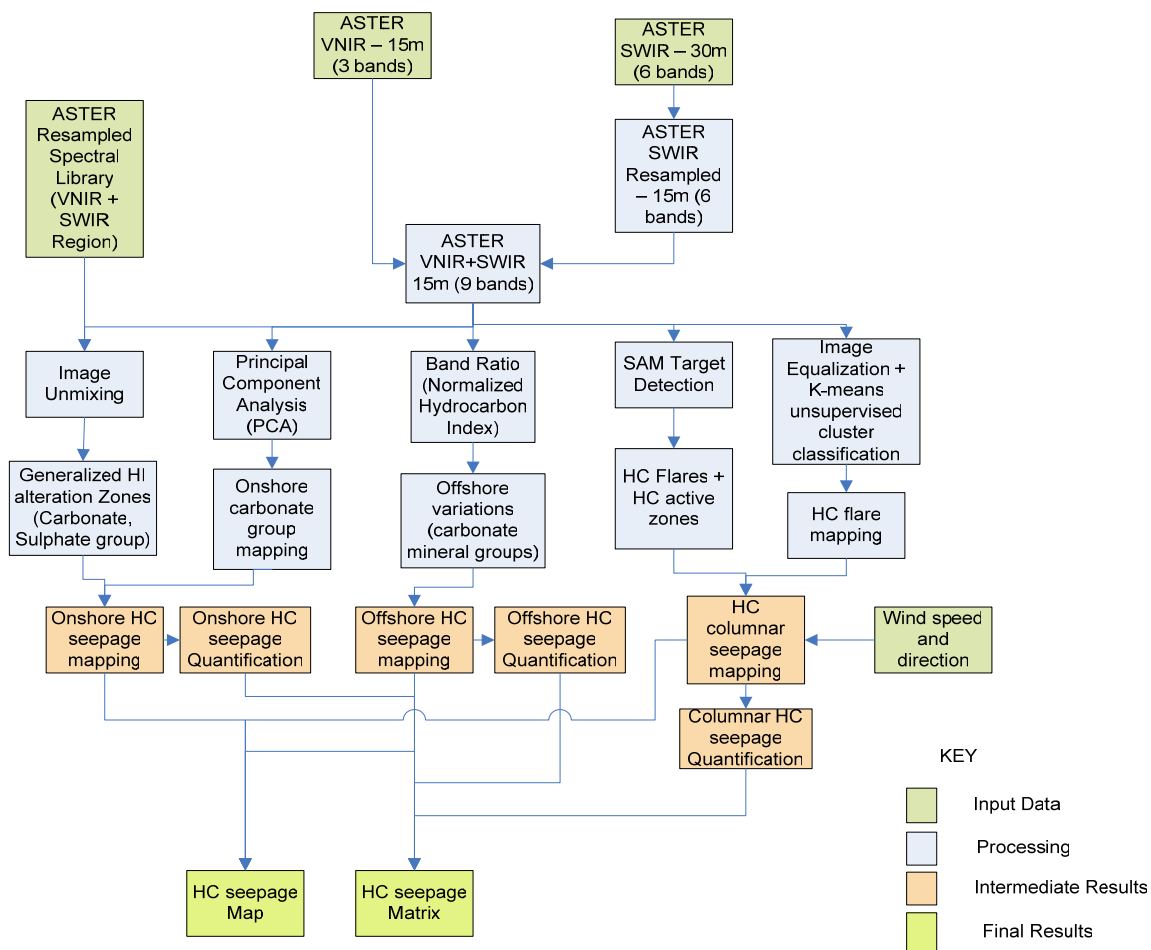 ASTER
VNIR – 15m
(3 bands)
ASTER
SWIR – 30m
(6 bands)
ASTER
Resampled
Spectral
Library
(VNIR +
SWIR
Region)
ASTER
SWIR
Resampled
– 15m (6
bands)
ASTER
VNIR+SWIR
15m (9 bands)
Image
Unmixing
Principal
Component
Analysis
(PCA)
Band Ratio
(Normalized
Hydrocarbon
Index)
SAM Target
Detection
Image
Equalization +
K-means
unsupervised
cluster
classification
Generalized HI
alteration Zones
(Carbonate,
Sulphate group)
Onshore
carbonate
group
mapping
Offshore
variations
(carbonate
mineral groups)
HC Flares +
HC active
zones
HC flare
mapping
Onshore HC
seepage
mapping
Onshore HC
seepage
Quantification
Offshore HC
seepage
mapping
Offshore HC
seepage
Quantification
HC
columnar
seepage
mapping
Wind speed
and
direction
Columnar HC
seepage
Quantification
HC seepage
Map
HC seepage
Matrix
KEY
Input Data
Processing
Intermediate Results
Final Results